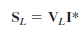 S_L = V_L I*